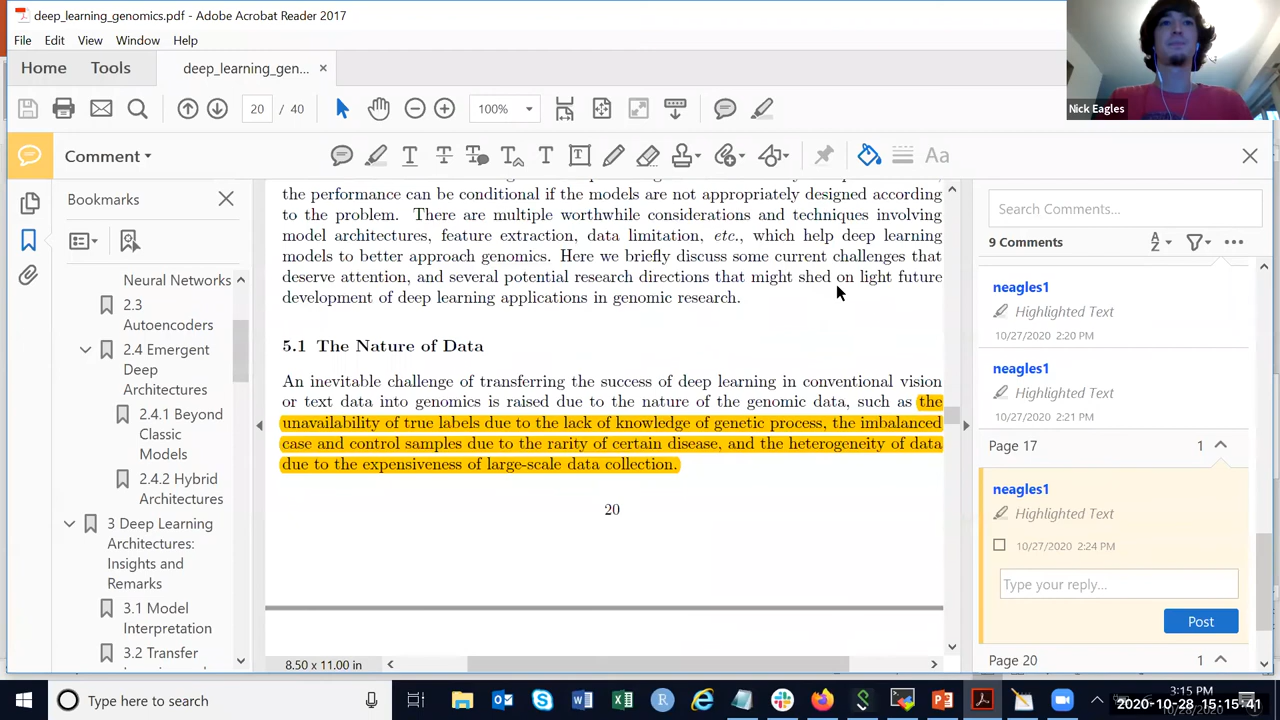 deep_learning_genomics.pdf - Adobe Acrobat Reader 2017
File Edit View Window Help
Home Tools deep_learning_gen... ×
20 / 40 100%
Nick Eagles
Comment
Aa
Bookmarks
Neural Networks
2.3
Autoencoders
2.4 Emergent
Deep
Architectures
2.4.1 Beyond
Classic
Models
2.4.2 Hybrid
Architectures
3 Deep Learning
Architectures:
Insights and
Remarks
3.1 Model
Interpretation
3.2 Transfer
the performance can be conditional if the models are not appropriately designed according
to the problem. There are multiple worthwhile considerations and techniques involving
model architectures, feature extraction, data limitation, etc., which help deep learning
models to better approach genomics. Here we briefly discuss some current challenges that
deserve attention, and several potential research directions that might shed on light future
development of deep learning applications in genomic research.
5.1 The Nature of Data
An inevitable challenge of transferring the success of deep learning in conventional vision
or text data into genomics is raised due to the nature of the genomic data, such as the
unavailability of true labels due to the lack of knowledge of genetic process, the imbalanced
case and control samples due to the rarity of certain disease, and the heterogeneity of data
due to the expensiveness of large-scale data collection.
20
8.50 x 11.00 in
Search Comments...
9 Comments
neagles1
Highlighted Text
10/27/2020 2:20 PM
neagles1
Highlighted Text
10/27/2020 2:21 PM
Page 17 1
neagles1
Highlighted Text
10/27/2020 2:24 PM
Type your reply...
Post
Page 20 1
Type here to search
3:15 PM
2020-10-28 15:15:41